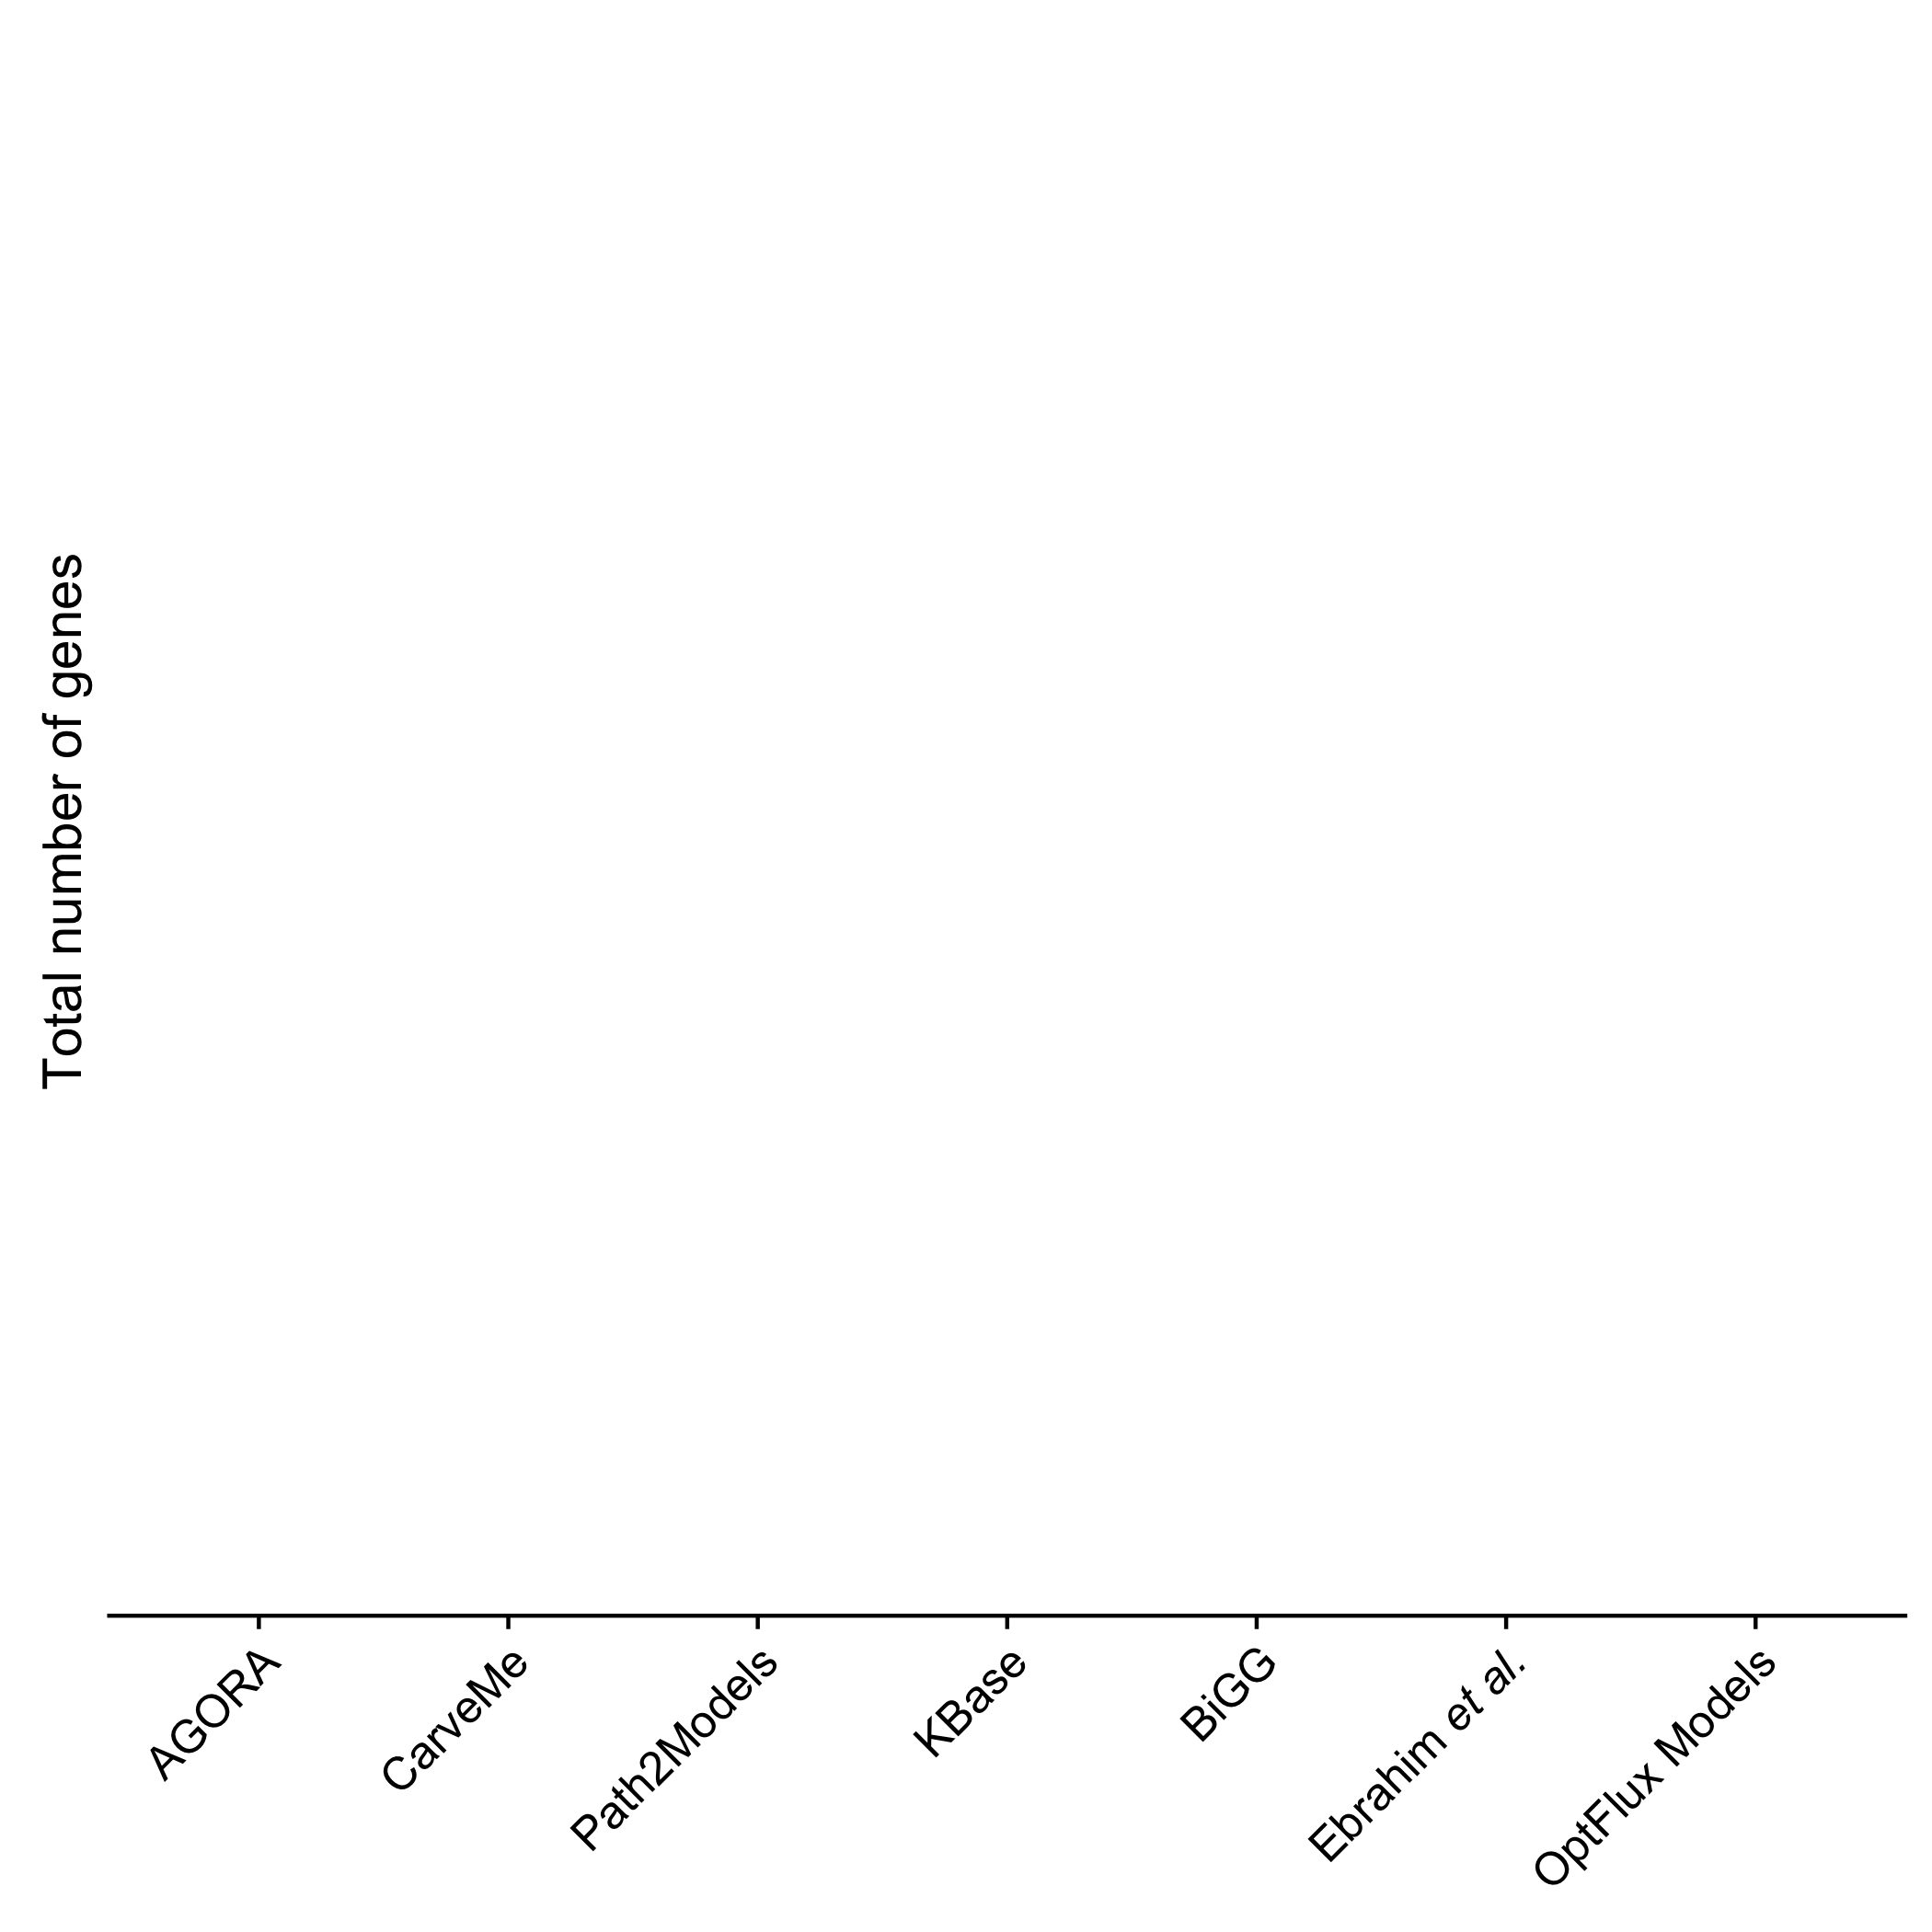 Total number of genes
AGORA
CarveMe
Path2Models
KBase
BiGG
Ebrahim et al.
OptFlux Models